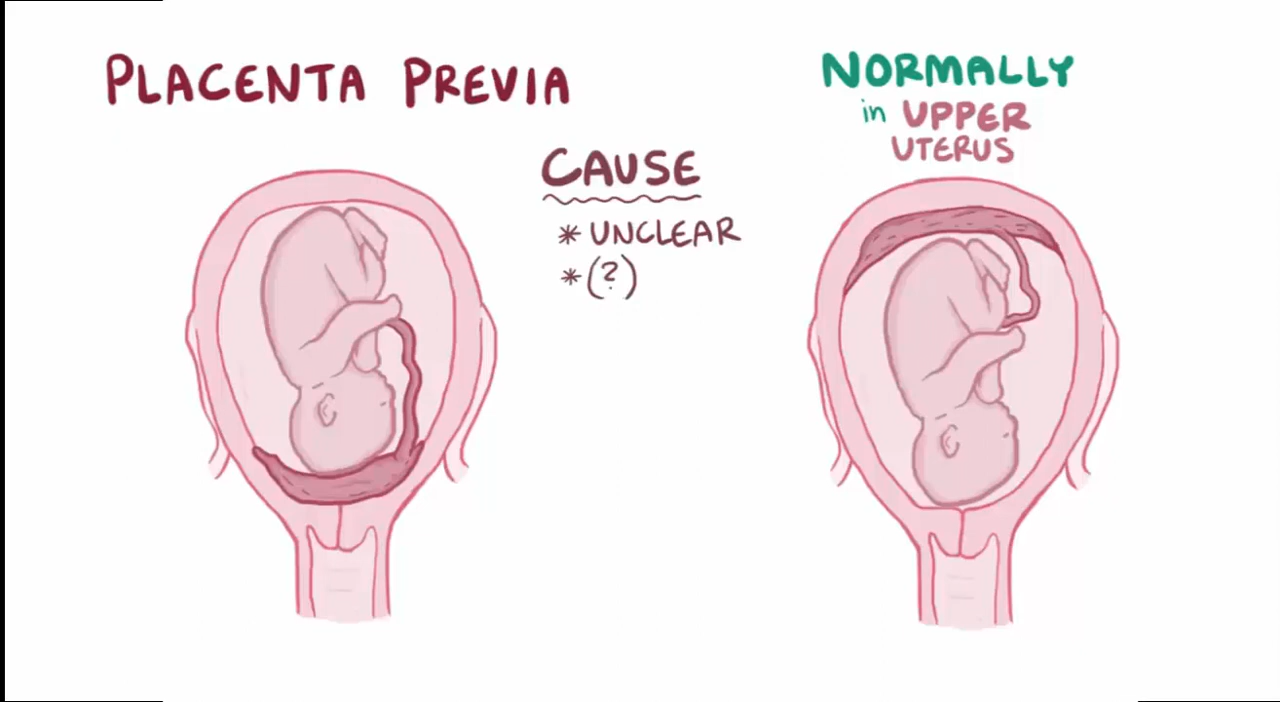 PLACENTA PREVIA
CAUSE
* UNCLEAR
* (?)
NORMALLY
in UPPER
UTERUS